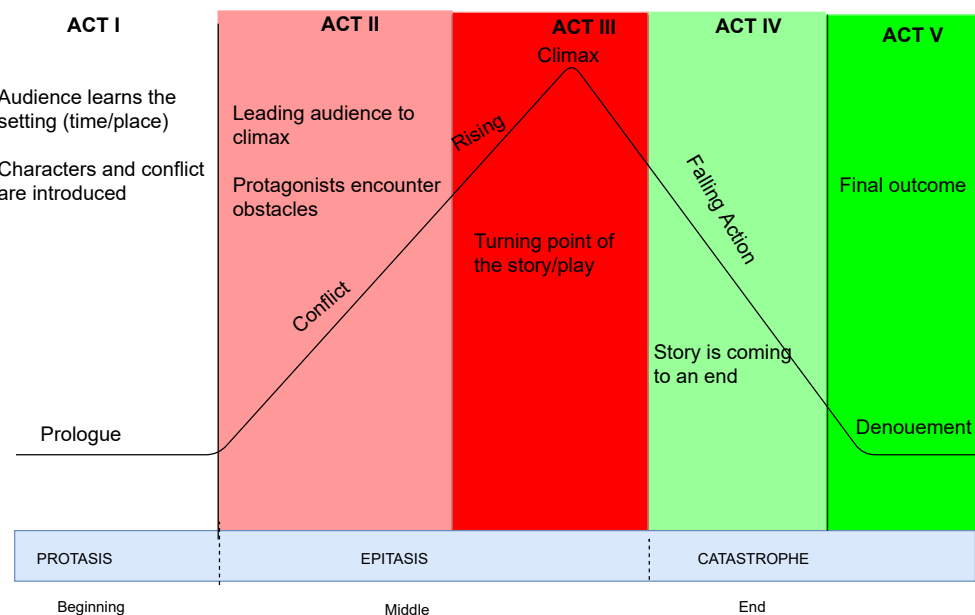 ACT I
ACT II
ACT III
ACT IV
ACT V
Climax
Audience learns the
setting (time/place)
Characters and conflict
are introduced
Leading audience to
climax
Protagonists encounter
obstacles
Rising
Turning point of
the story/play
Conflict
Falling Action
Final outcome
Story is coming
to an end
Prologue
Denouement
PROTASIS
EPITASIS
CATASTROPHE
Beginning
Middle
End